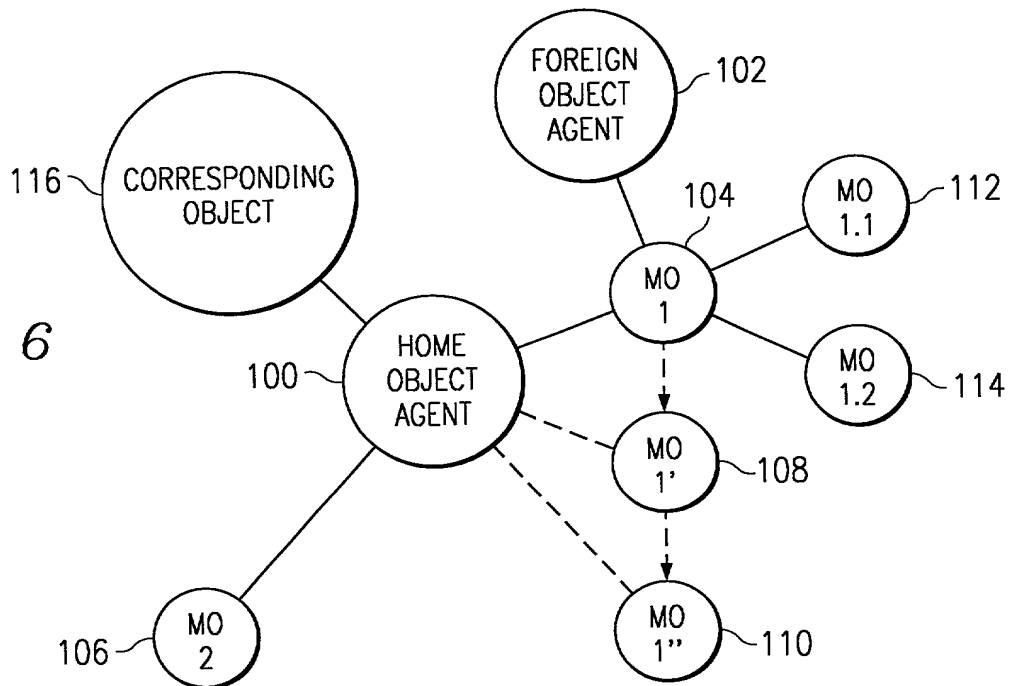 FOREIGN
OBJECT
AGENT
102
116
CORRESPONDING
OBJECT
104
MO
1.1
112
MO
1
6
100
HOME
OBJECT
AGENT
MO
1.2
114
MO
1'
108
106
MO
2
MO
1"
110